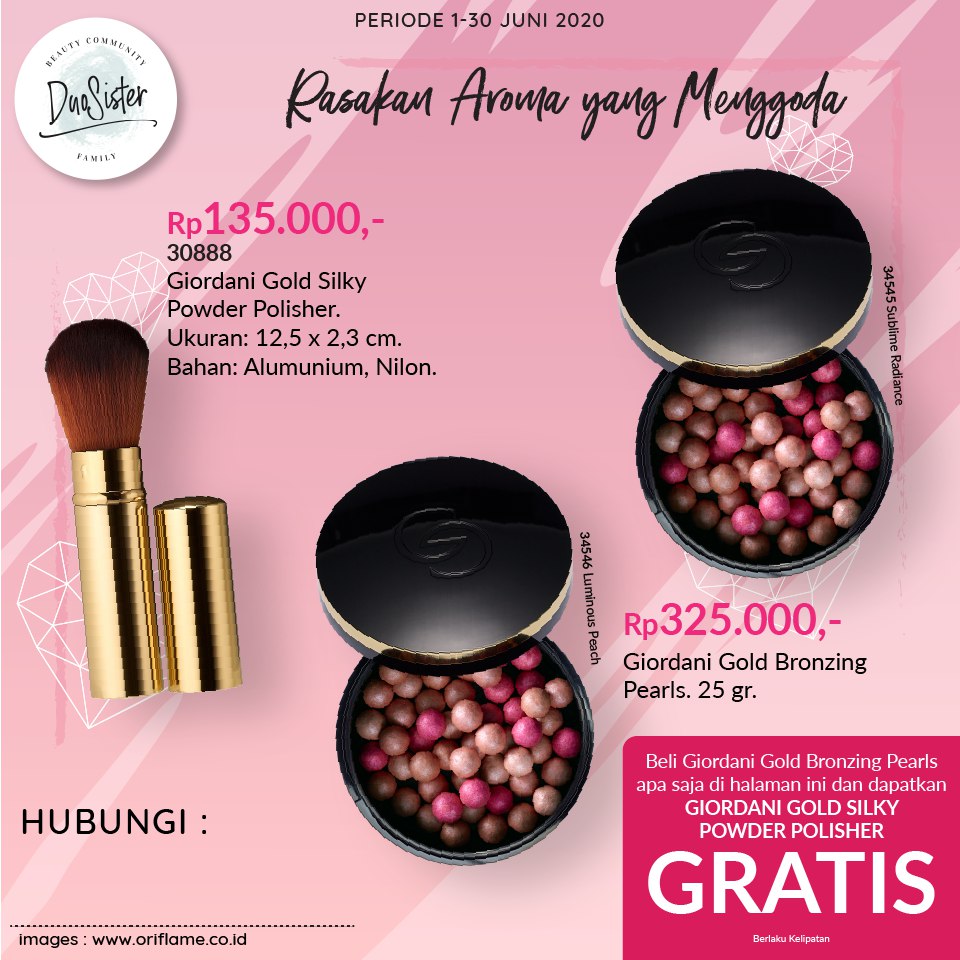 PERIODE 1-30 JUNI 2020
BEAUTY COMMUNITY
DuaSister
FAMILY
Rasakan Aroma yang Menggoda
Rp135.000,-
30888
Giordani Gold Silky
Powder Polisher.
Ukuran: 12,5 x 2,3 cm.
Bahan: Alumunium, Nilon.
34545 Sublime Radiance
34546 Luminous Peach
Rp325.000,-
Giordani Gold Bronzing
Pearls. 25 gr.
Beli Giordani Gold Bronzing Pearls
apa saja di halaman ini dan dapatkan
GIORDANI GOLD SILKY
POWDER POLISHER
GRATIS
Berlaku Kelipatan
HUBUNGI :
images : www.oriflame.co.id